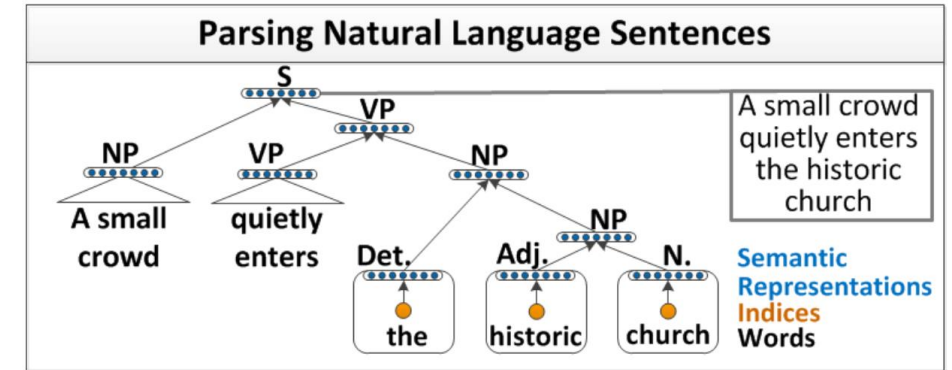 Parsing Natural Language Sentences
S
VP
NP
VP
NP
A small
crowd
quietly
enters
NP
Det.
Adj.
N.
the
historic
church
A small crowd
quietly enters
the historic
church
Semantic
Representations
Indices
Words